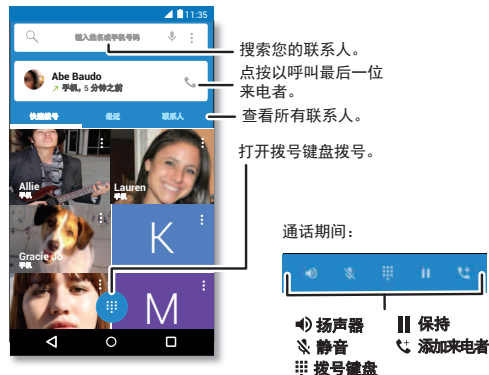 11:35
键入姓名或手机号码
Abe Baudo
手机，5 分钟之前
快速拨号
最近
联系人
Allie
手机
Lauren
手机
Gracie Jo
手机
K
M
搜索您的联系人。
点按以呼叫最后一位
来电者。
查看所有联系人。
打开拨号键盘拨号。
通话期间：
扬声器
保持
静音
添加来电者
拨号键盘